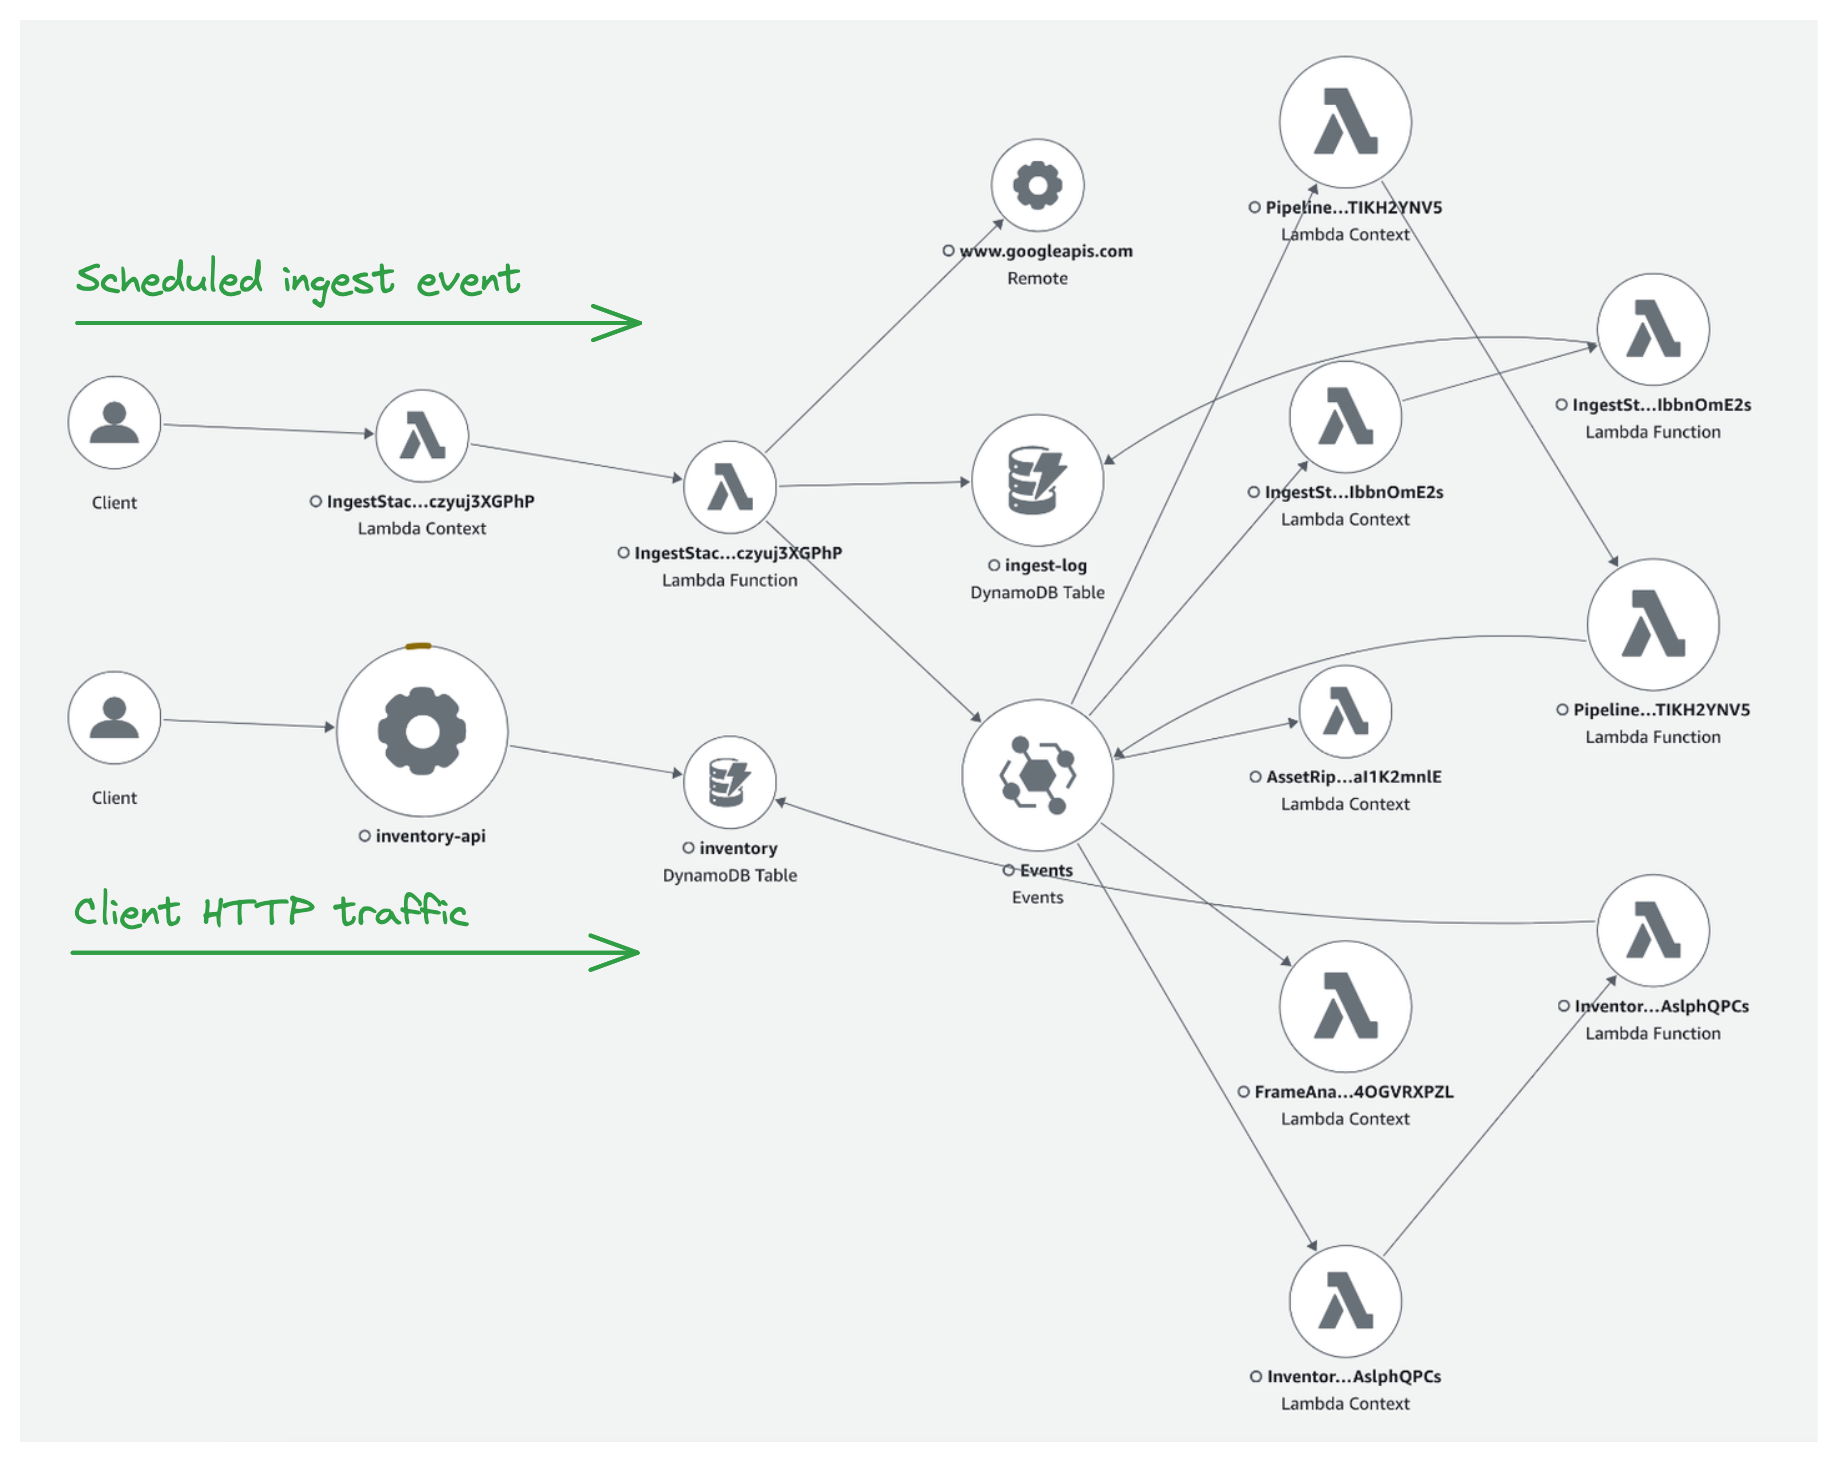 Scheduled ingest event
Client
IngestStac...czyuj3XGPhP
Lambda Context
IngestStac...czyuj3XGPhP
Lambda Function
www.googleapis.com
Remote
ingest-log
DynamoDB Table
Pipeline...TIKH2YNV5
Lambda Context
IngestSt...IbbnOmE2s
Lambda Function
IngestSt...IbbnOmE2s
Lambda Context
Pipeline...TIKH2YNV5
Lambda Function
AssetRip...aI1K2mnlE
Lambda Context
Client
inventory-api
inventory
DynamoDB Table
Events
Events
Client HTTP traffic
Inventor...AslphQPCs
Lambda Function
FrameAna...4OGVRXPZL
Lambda Context
Inventor...AslphQPCs
Lambda Context